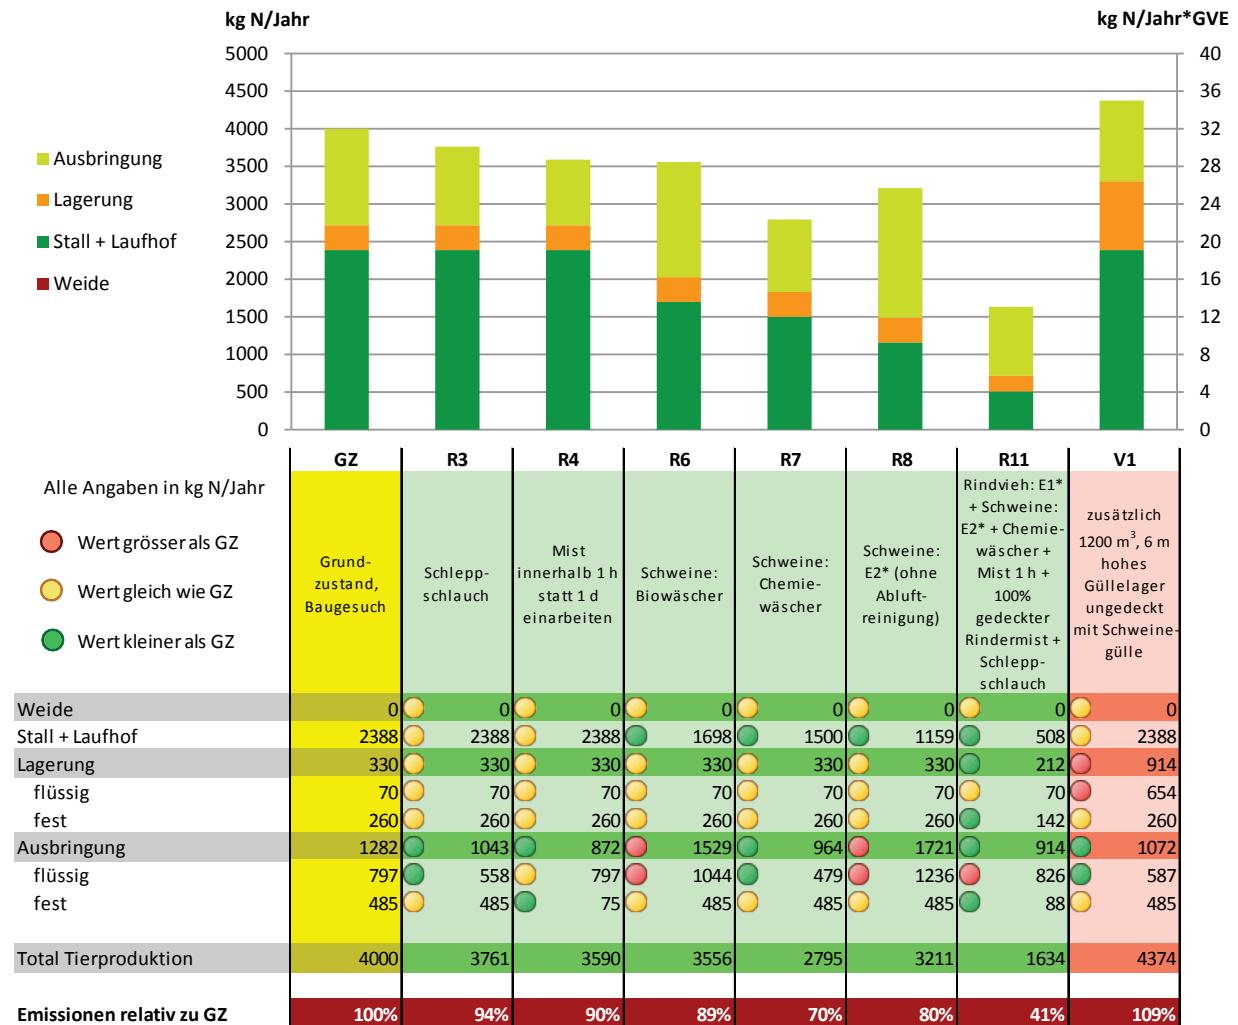 kg N/Jahr
kg N/Jahr*GVE
5000
4500
4000
3500
3000
2500
2000
1500
1000
500
0
40
36
32
28
24
20
16
12
8
4
0
Ausbringung
Lagerung
Stall + Laufhof
Weide
GZ R3 R4 R6 R7 R8 R11 V1
Alle Angaben in kg N/Jahr
Wert grösser als GZ
Wert gleich wie GZ
Wert kleiner als GZ
Grund-
zustand,
Baugesuch
Schlepp-
schlauch
Mist
innerhalb 1 h
statt 1 d
einarbeiten
Schweine:
Biowäscher
Schweine:
Chemie-
wäscher
Schweine:
E2* (ohne
Abluft-
reinigung)
Rindvieh: E1*
+ Schweine:
E2* + Chemie-
wäscher +
Mist 1 h +
100%
gedeckter
Rindermist +
Schlepp-
schlauch
zusätzlich
1200 m³, 6 m
hohes
Güllelager
ungedeckt
mit Schweine-
gülle
Weide 0 0 0 0 0 0 0 0
Stall + Laufhof 2388 2388 2388 1698 1500 1159 508 2388
Lagerung 330 330 330 330 330 330 212 914
flüssig 70 70 70 70 70 70 70 654
fest 260 260 260 260 260 260 142 260
Ausbringung 1282 1043 872 1529 964 1721 914 1072
flüssig 797 558 797 1044 479 1236 826 587
fest 485 485 75 485 485 485 88 485
Total Tierproduktion 4000 3761 3590 3556 2795 3211 1634 4374
Emissionen relativ zu GZ 100% 94% 90% 89% 70% 80% 41% 109%